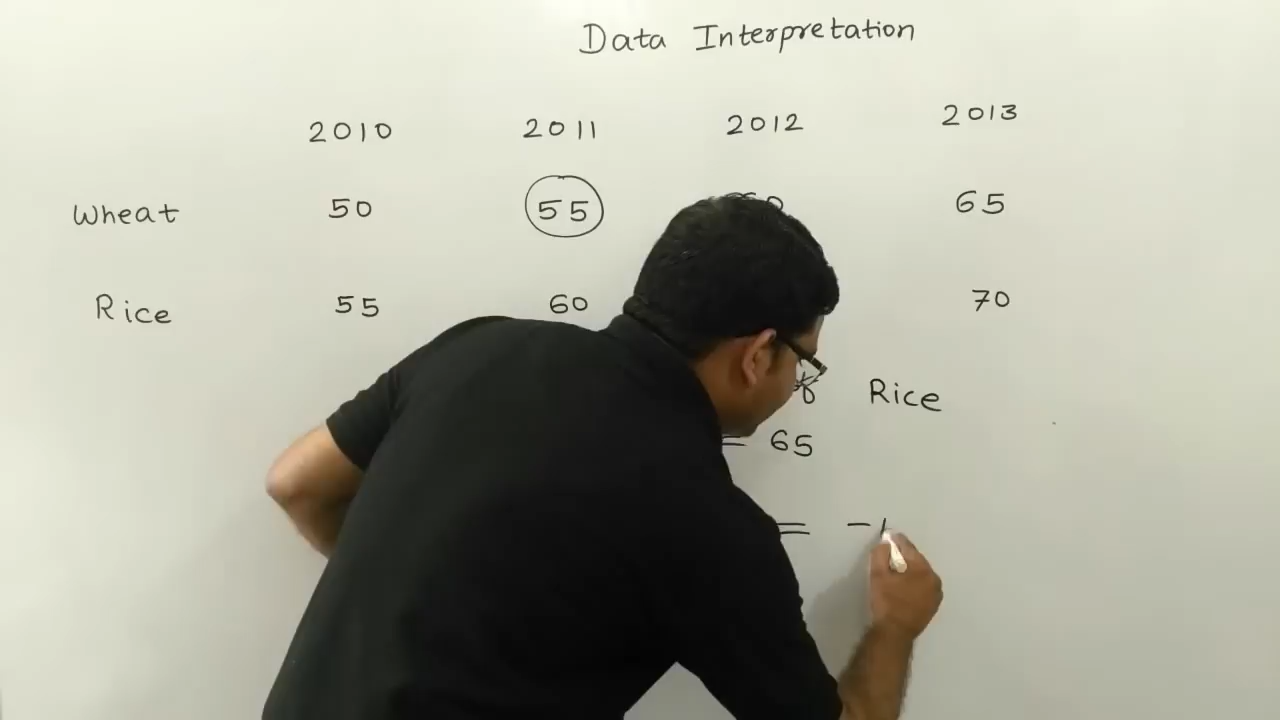 Data Interpretation
2010 2011 2012 2013
Wheat 50 55 65
Rice 55 60 70
Rice
= 65
= -